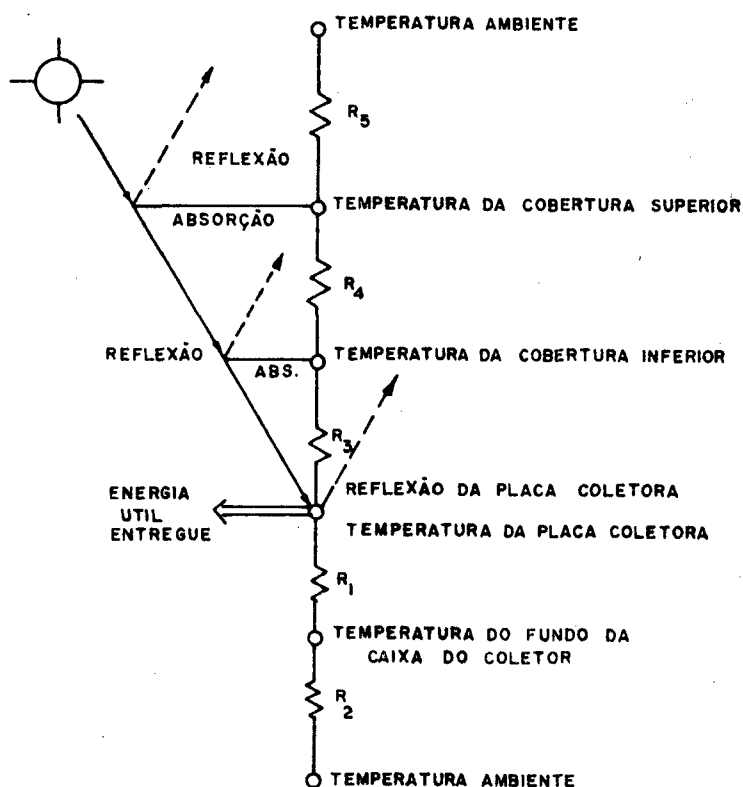 TEMPERATURA AMBIENTE
R5
REFLEXÃO
ABSORÇÃO
TEMPERATURA DA COBERTURA SUPERIOR
R4
REFLEXÃO
ABS.
TEMPERATURA DA COBERTURA INFERIOR
R3
ENERGIA
UTIL
ENTREGUE
REFLEXÃO DA PLACA COLETORA
TEMPERATURA DA PLACA COLETORA
R1
TEMPERATURA DO FUNDO DA
CAIXA DO COLETOR
R2
TEMPERATURA AMBIENTE